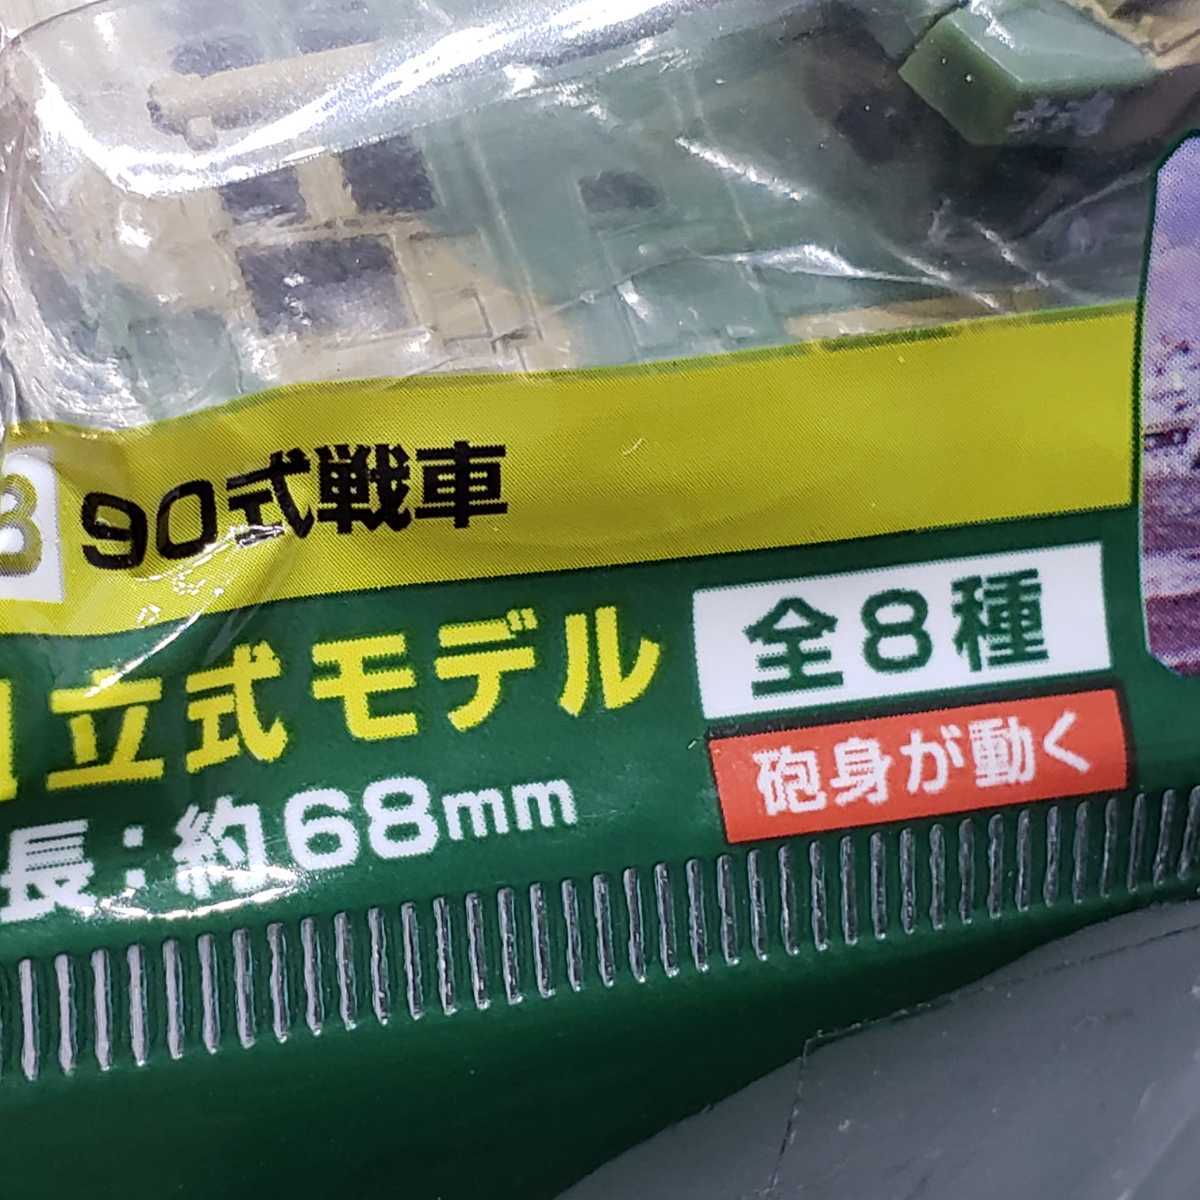 90式戦車
立式モデル
全8種
長:約68mm
砲身が動く